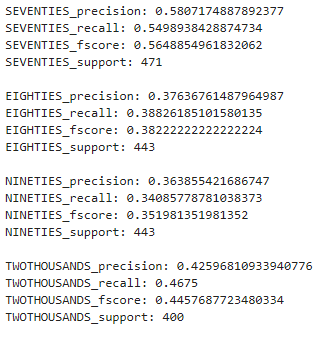 SEVENTIES_precision: 0.5807174887892377
SEVENTIES_recall: 0.5498938428874734
SEVENTIES_fscore: 0.5648854961832062
SEVENTIES_support: 471
EIGHTIES_precision: 0.37636761487964987
EIGHTIES_recall: 0.38826185101580135
EIGHTIES_fscore: 0.38222222222222224
EIGHTIES_support: 443
NINETIES_precision: 0.363855421686747
NINETIES_recall: 0.34085778781038373
NINETIES_fscore: 0.351981351981352
NINETIES_support: 443
TWOTHOUSANDS_precision: 0.42596810933940776
TWOTHOUSANDS_recall: 0.4675
TWOTHOUSANDS_fscore: 0.4457687723480334
TWOTHOUSANDS_support: 400